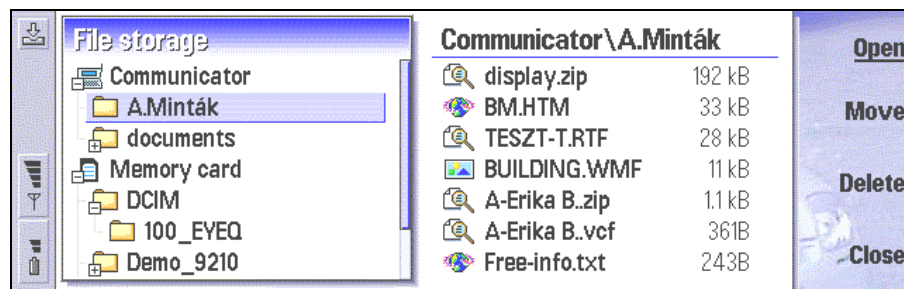 File storage
Communicator
A.Minták
documents
Memory card
DCIM
100_EYEQ
Demo_9210
Communicator\A.Minták
display.zip 192 kB
BM.HTM 33 kB
TESZT-T.RTF 28 kB
BUILDING.WMF 11 kB
A-Erika B..zip 1.1 kB
A-Erika B..vcf 361B
Free-info.txt 243B
Open
Move
Delete
Close